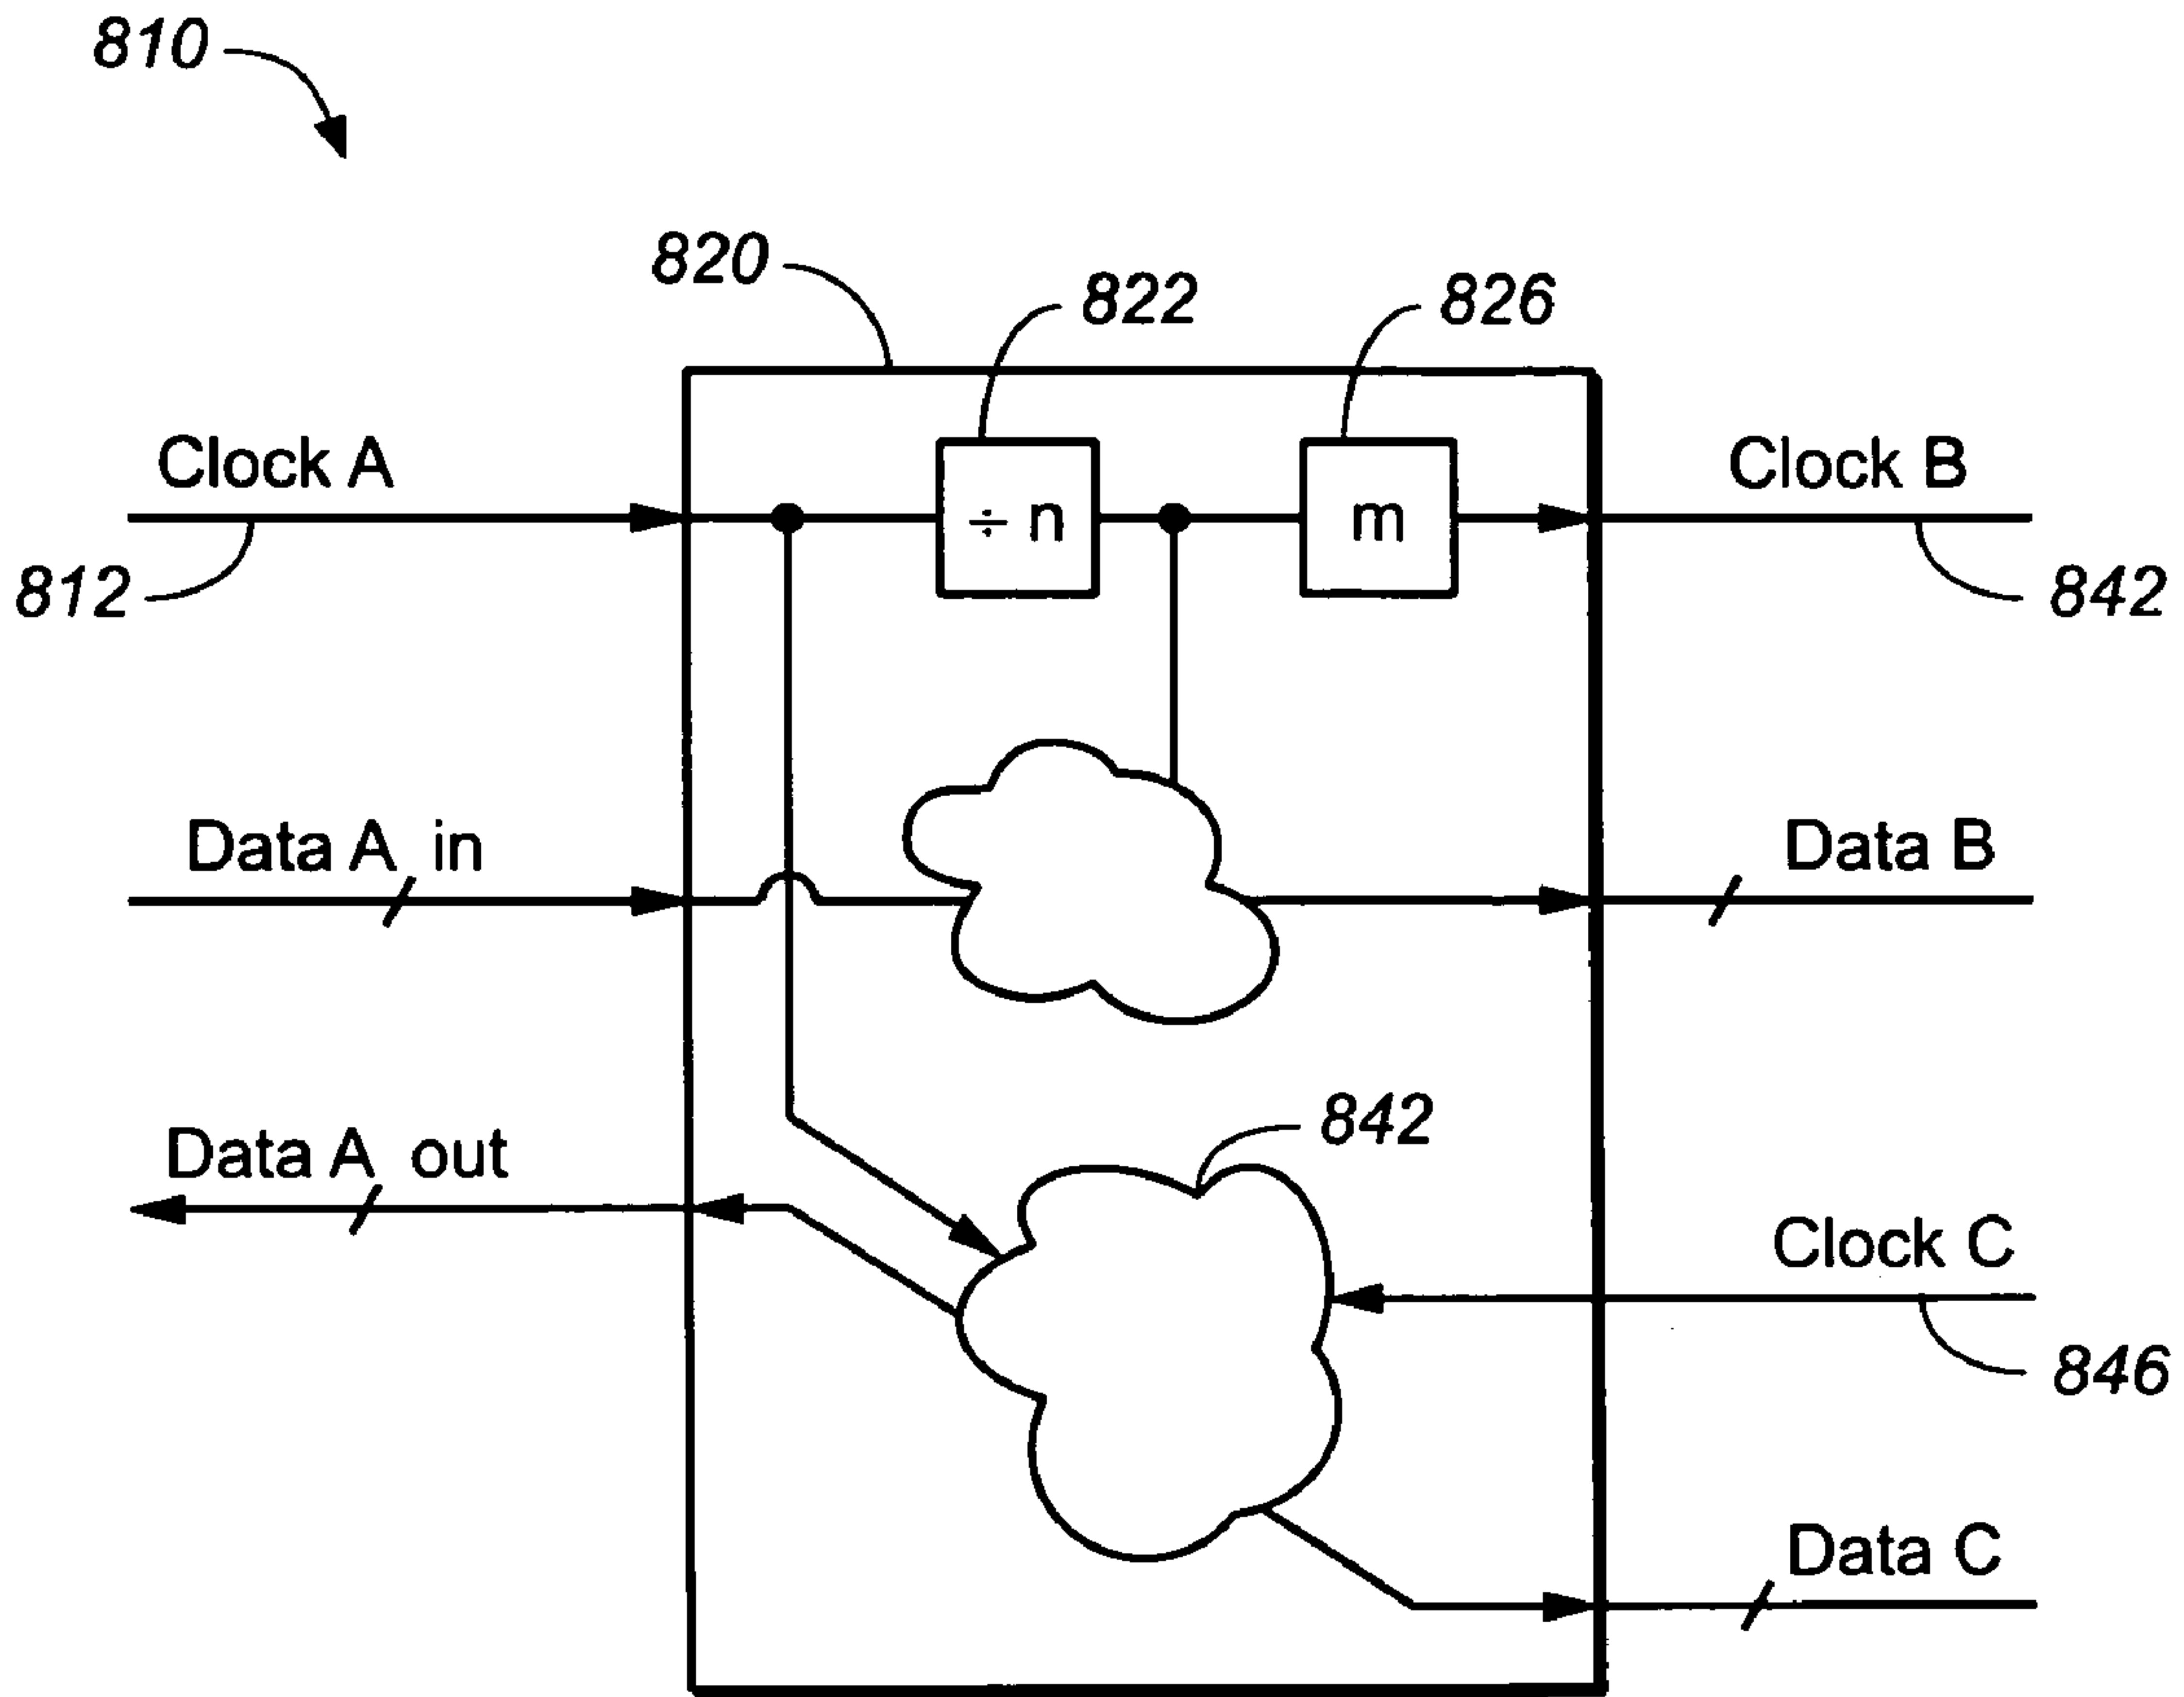 810
820
822
826
Clock A
Clock B
÷ n
m
812
842
Data A in
Data B
842
Data A out
Clock C
846
Data C